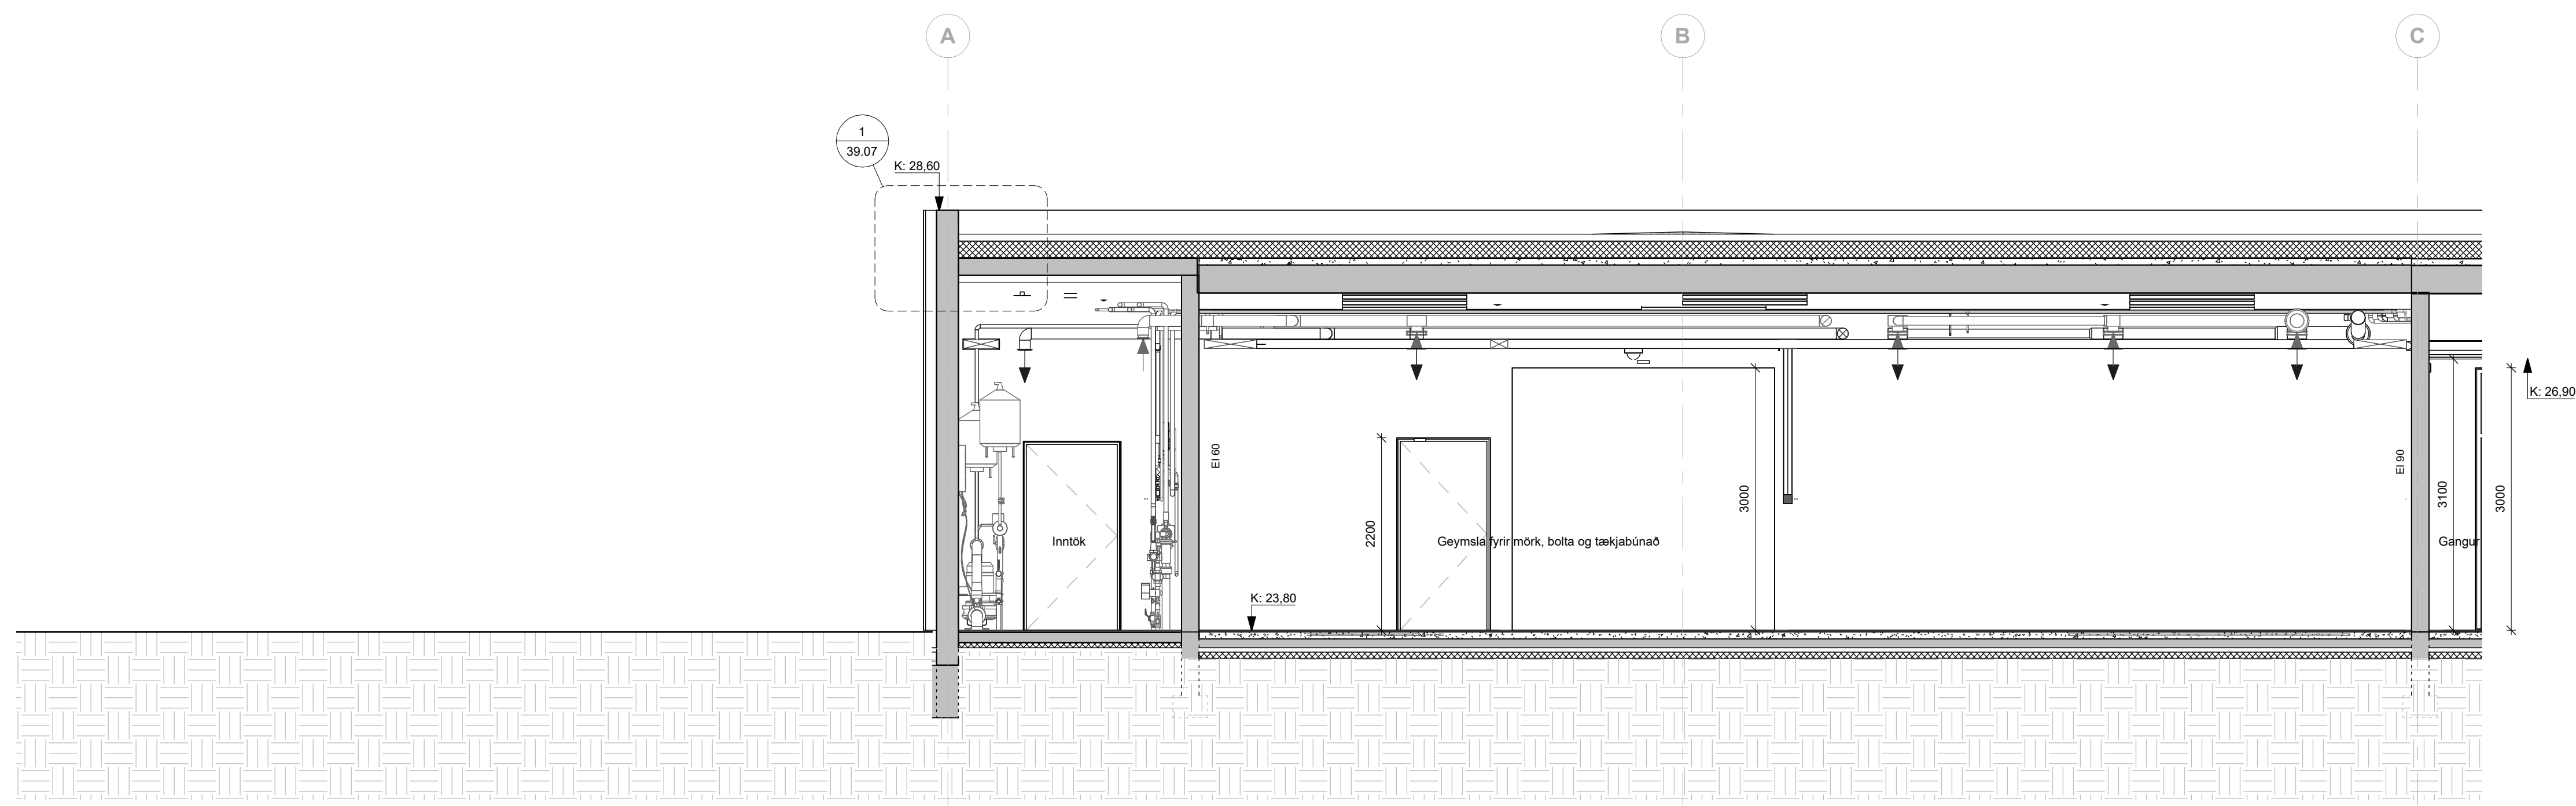 A
B
C
1
39.07
K: 28,60
K: 26,90
EI 60
EI 90
2200
3000
3100
3000
Inntök
Geymsla fyrir mörk, bolta og tækjabúnað
Gangur
K: 23,80